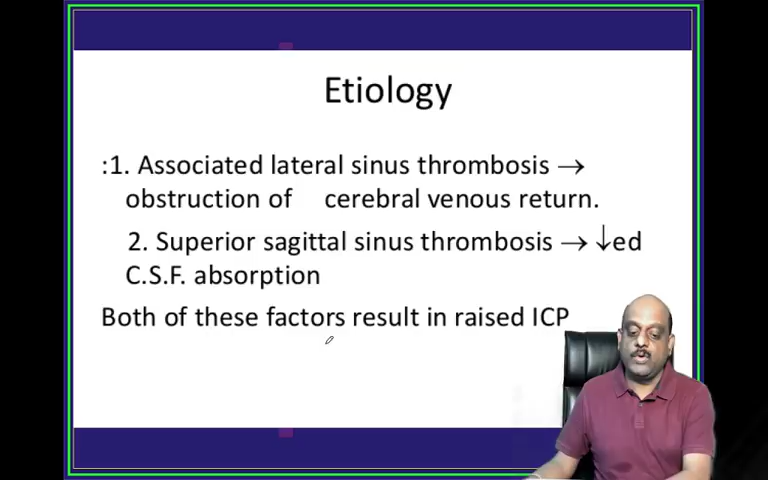 Etiology
:1. Associated lateral sinus thrombosis →
obstruction of cerebral venous return.
2. Superior sagittal sinus thrombosis → ↓ed
C.S.F. absorption
Both of these factors result in raised ICP